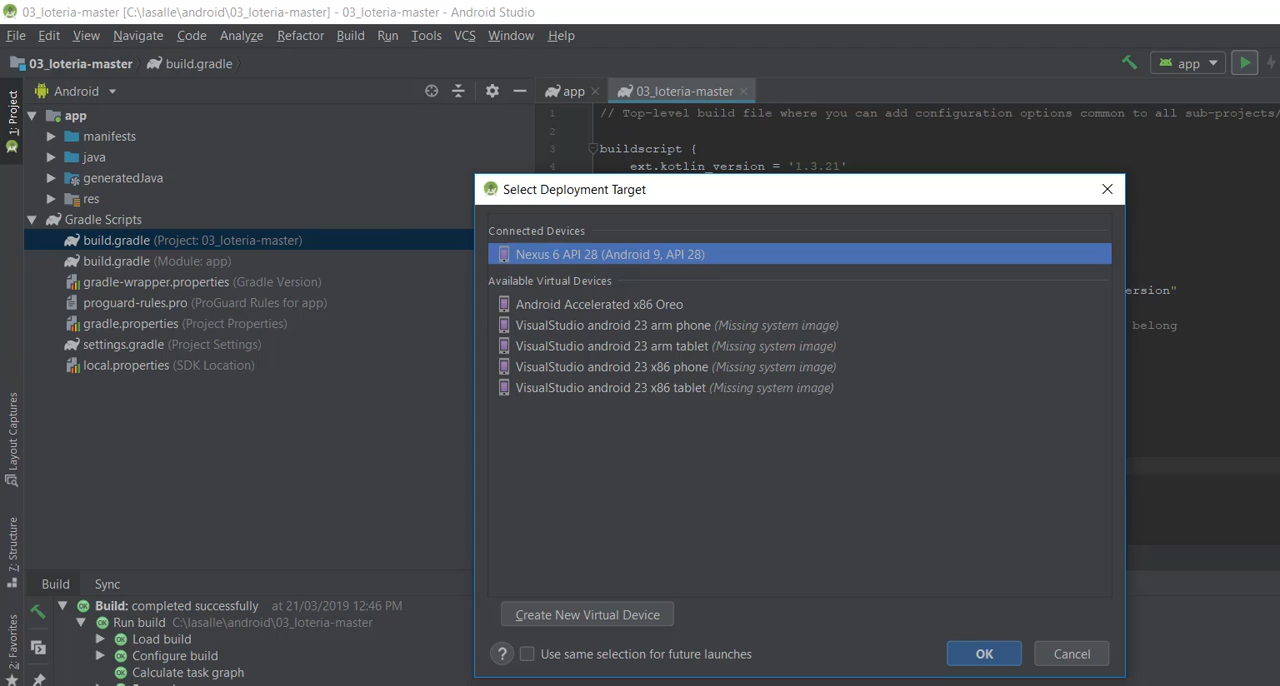 03_loteria-master [C:\lasalle\android\03_loteria-master] - 03_loteria-master - Android Studio
File Edit View Navigate Code Analyze Refactor Build Run Tools VCS Window Help
03_loteria-master build.gradle app
1: Project
Android
app
03_loteria-master
app
manifests
java
generatedJava
res
Gradle Scripts
build.gradle (Project: 03_loteria-master)
build.gradle (Module: app)
gradle-wrapper.properties (Gradle Version)
proguard-rules.pro (ProGuard Rules for app)
gradle.properties (Project Properties)
settings.gradle (Project Settings)
local.properties (SDK Location)
1 // Top-level build file where you can add configuration options common to all sub-projects/
2
3 buildscript {
4 ext.kotlin_version = '1.3.21'
ersion"
belong
Select Deployment Target
Connected Devices
Nexus 6 API 28 (Android 9, API 28)
Available Virtual Devices
Android Accelerated x86 Oreo
VisualStudio android 23 arm phone (Missing system image)
VisualStudio android 23 arm tablet (Missing system image)
VisualStudio android 23 x86 phone (Missing system image)
VisualStudio android 23 x86 tablet (Missing system image)
Create New Virtual Device
? Use same selection for future launches
OK
Cancel
Layout Captures
7: Structure
2: Favorites
Build Sync
Build: completed successfully at 21/03/2019 12:46 PM
Run build C:\lasalle\android\03_loteria-master
Load build
Configure build
Calculate task graph